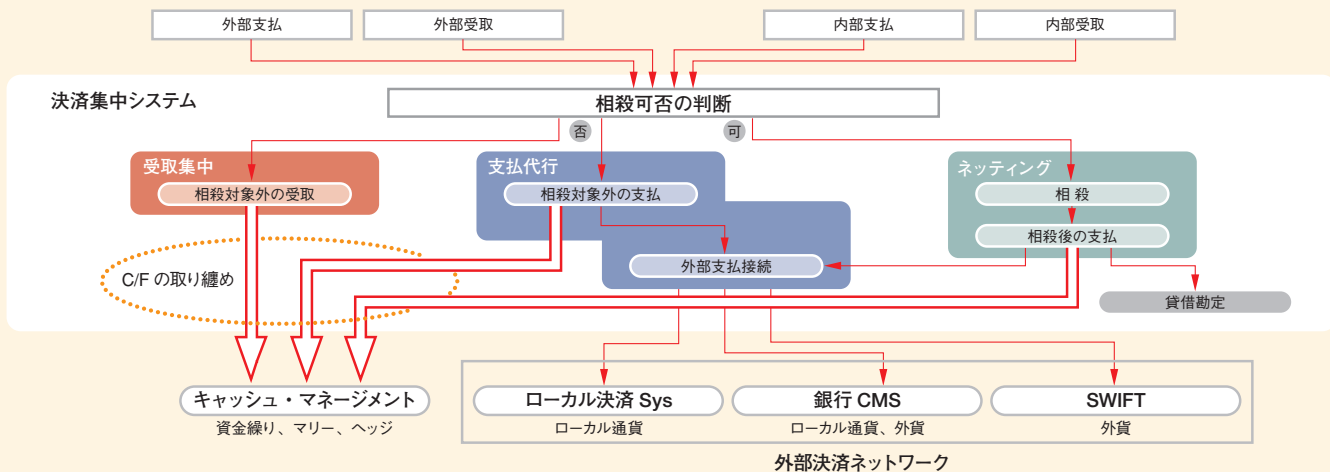 外部支払
外部受取
内部支払
内部受取
決済集中システム
相殺可否の判断
否
可
受取集中
支払代行
ネッティング
相殺対象外の受取
相殺対象外の支払
相 殺
相殺後の支払
外部支払接続
C/F の取り纏め
貸借勘定
キャッシュ・マネージメント
ローカル決済 Sys
銀行 CMS
SWIFT
資金繰り、マリー、ヘッジ
ローカル通貨
ローカル通貨、外貨
外貨
外部決済ネットワーク